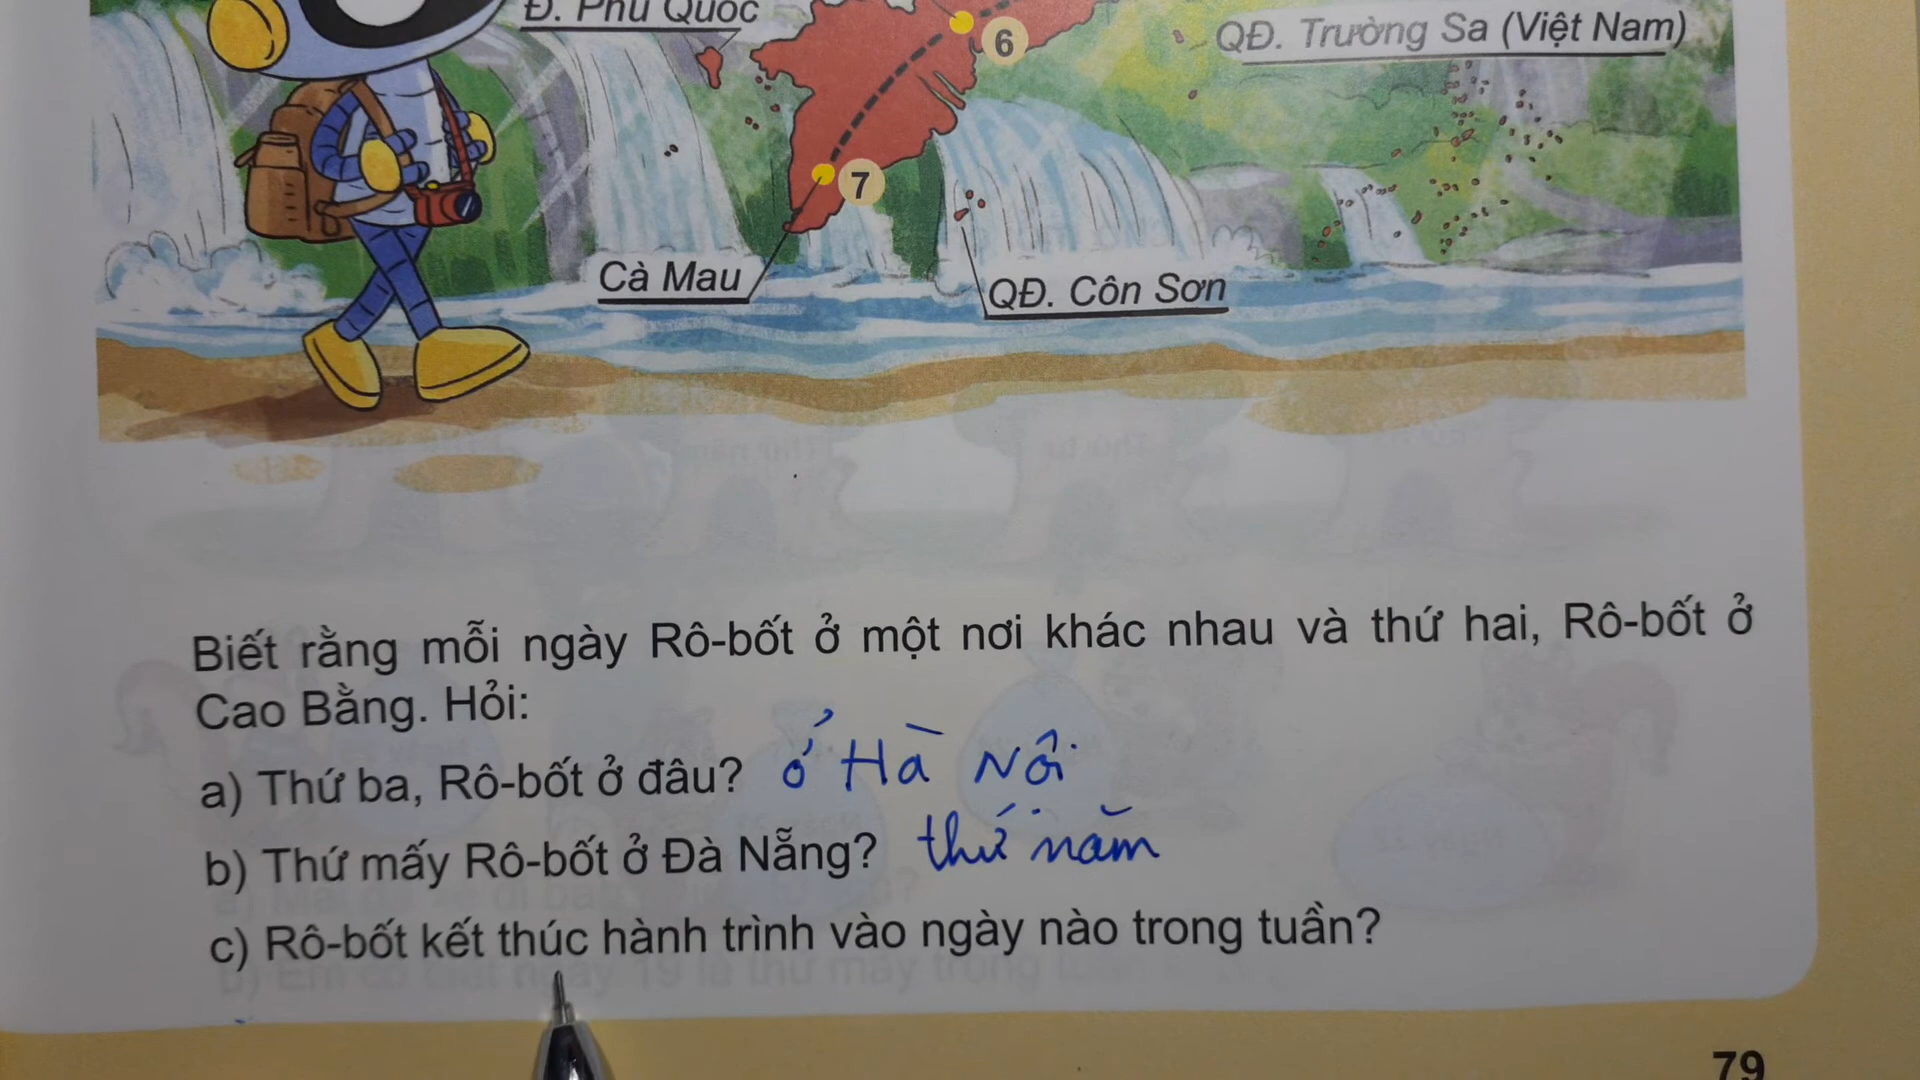 Đ. Phú Quốc
6
QĐ. Trường Sa (Việt Nam)
7
Cà Mau
QĐ. Côn Sơn
Biết rằng mỗi ngày Rô-bốt ở một nơi khác nhau và thứ hai, Rô-bốt ở
Cao Bằng. Hỏi:
a) Thứ ba, Rô-bốt ở đâu? ở Hà Nội
b) Thứ mấy Rô-bốt ở Đà Nẵng? thứ năm
c) Rô-bốt kết thúc hành trình vào ngày nào trong tuần?
79